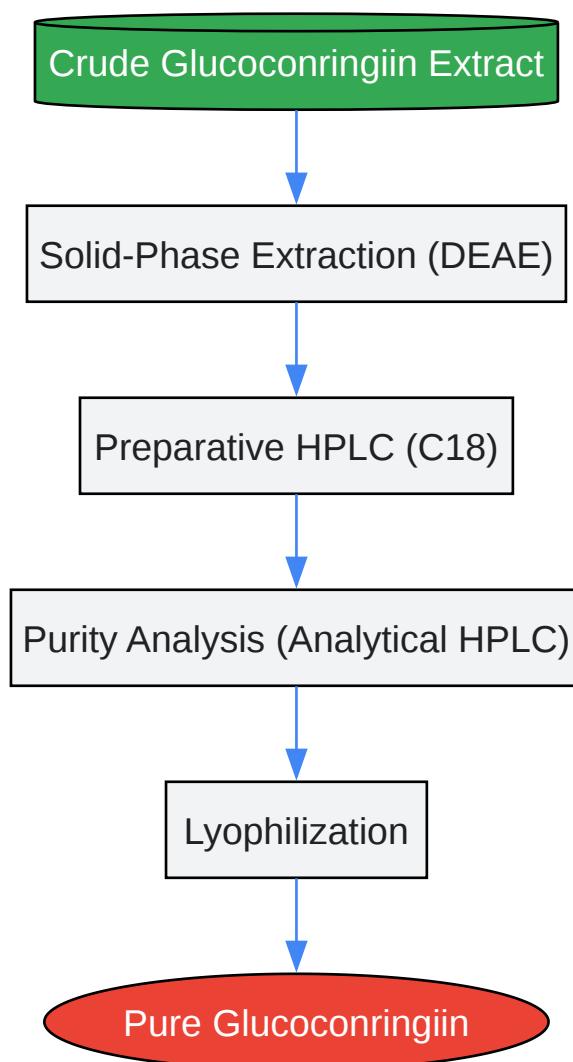 Crude Glucoconringiin Extract
Solid-Phase Extraction (DEAE)
Preparative HPLC (C18)
Purity Analysis (Analytical HPLC)
Lyophilization
Pure Glucoconringiin